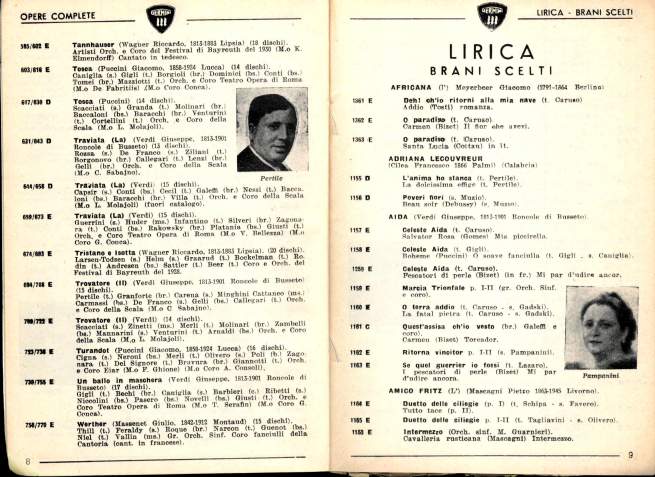 OPERE COMPLETE
GERMINI
585/602 E Tannhauser (Wagner Riccardo, 1813-1883 Lipsia) (18 dischi).
Artisti Orch. e Coro del Festival di Bayreuth del 1930 (M.o K.
Elmendorff) Cantato in tedesco.
603/616 E Tosca (Puccini Giacomo, 1858-1924 Lucca) (14 dischi).
Caniglia (s.) Gigli (t.) Borgioli (br.) Dominici (bs.) Conti (bs.)
Tomei (br.) Mazziotti (t.) Orch. e Coro Teatro Opera di Roma
(M.o De Fabritiis) (M.o Coro Conca).
617/630 D Tosca (Puccini) (14 dischi).
Scacciati (s.) Granda (t.) Molinari (br.)
Baccaloni (bs.) Baracchi (br.) Venturini
(t.) Cortellini (t.) Orch. e Coro della
Scala (M.o L. Molajoli).
631/643 D Traviata (La) (Verdi Giuseppe, 1813-1901
Roncole di Busseto) (13 dischi).
Rozsa (s.) De Franco (s.) Ziliani (t.)
Borgonovo (br.) Callegari (t.) Lenzi (br.)
Gelli (br.) Orch. e Coro della Scala
(M.o C. Sabajno).
Pertile
644/658 D Traviata (La) (Verdi) (15 dischi).
Capsir (s.) Conti (bs.) Cecil (t.) Galeffi (br.) Nessi (t.) Bacca-
loni (bs.) Baracchi (br.) Villa (t.) Orch. e Coro della Scala
(M.o L. Molajoli) (fuori catalogo).
659/673 E Traviata (La) (Verdi) (15 dischi).
Guerrini (s.) Huder (ms.) Infantino (t.) Silveri (br.) Zagona-
ra (t.) Conti (bs.) Rakowsky (br.) Platania (bs.) Giusti (t.)
Orch. e Coro Teatro Opera di Roma (M.o V. Bellezza) (M.o
Coro G. Conca).
674/693 E Tristano e Isotta (Wagner Riccardo, 1813-1883 Lipsia). (20 dischi).
Larsen-Todsen (s.) Helm (s.) Graarud (t.) Bockelman (t.) Ro-
din (t.) Andresen (bs.) Sattler (t.) Beer (t.) Coro e Orch. del
Festival di Bayreuth del 1928.
694/708 E Trovatore (Il) (Verdi Giuseppe, 1813-1901 Roncole di Busseto)
(15 dischi)
Pertile (t.) Granforte (br.) Carena (s.) Minghini Cattaneo (ms.)
Carmassi (bs.) De Franco (s.) Gelli (bs.) Callegari (t.) Orch.
e Coro della Scala (M.o C. Sabajno).
709/722 E Trovatore (Il) (Verdi) (14 dischi).
Scacciati (s.) Zinetti (ms.) Merli (t.) Molinari (br.) Zambelli
(bs.) Mannarini (s.) Venturini (t.) Arnaldi (bs.) Orch. e Coro
della Scala (M.o L. Molajoli).
723/738 E Turandot (Puccini Giacomo, 1858-1924 Lucca) (16 dischi).
Cigna (s.) Neroni (bs.) Merli (t.) Olivero (s.) Poli (b.) Zago-
nara (t.) Del Signore (t.) Bravura (br.) Giannotti (t.) Orch.
e Coro Eiar (M.o F. Ghione) (M.o Coro A. Consoli).
739/755 E Un ballo in maschera (Verdi Giuseppe, 1813-1901 Roncole di
Busseto) (17 dischi).
Gigli (t.) Bechi (br.) Caniglia (s.) Barbieri (s.) Ribetti (s.)
Niccolini (bs.) Pasero (bs.) Novelli (bs.) Giusti (t.) Orch. e
Coro Teatro Opera di Roma (M.o T. Serafin) (M.o Coro G.
Conca).
756/770 E Werther (Massenet Giulio, 1842-1912 Montaud) (15 dischi).
Thill (t.) Feraldy (s.) Roque (br.) Narcon (t.) Guenot (bs.)
Niel (t.) Vallin (ms.) Gr. Orch. Sinf. Coro fanciulli della
Cantoria (cant. in francese).
8
GERMINI
LIRICA - BRANI SCELTI
LIRICA
BRANI SCELTI
AFRICANA (L') Meyerbeer Giacomo (1791-1864 Berlino)
1361 E Deh! ch'io ritorni alla mia nave (t. Caruso)
Addio (Tosti) romanza.
1362 E O paradiso (t. Caruso).
Carmen (Bizet) Il fior che avevi.
1363 E O paradiso (t. Caruso).
Santa Lucia (Cottau) in it.
ADRIANA LECOUVREUR
(Cilea Francesco 1866 Palmi) (Calabria)
1155 D L'anima ho stanca (t. Pertile).
La dolcissima effige (t. Pertile).
1156 D Poveri fiori (s. Muzio).
Beau soir (Debussy) (s. Muzio).
AIDA (Verdi Giuseppe, 1813-1901 Roncole di Busseto).
1157 E Celeste Aida (t. Caruso).
Salvator Rosa (Gomes) Mia piccirella.
1158 E Celeste Aida (t. Gigli).
Boheme (Puccini) O soave fanciulla (t. Gigli - s. Caniglia).
1259 E Celeste Aida (t. Caruso).
Pescatori di perle (Bizet) (in fr.) Mi par d'udire ancor.
1159 E Marcia Trionfale p. I-II (gr. Orch. Sinf.
e coro).
1160 E O terra addio (t. Caruso - s. Gadski).
La fatal pietra (t. Caruso - s. Gadski).
1161 C Quest'assisa ch'io vesto (br.) Galeffi e
coro).
Carmen (Bizet) Toreador.
1162 E Ritorna vincitor p. I-II (s. Pampanini).
1163 E Se quel guerrier io fossi (t. Lazaro).
I pescatori di perle (Bizet) Mi par
d'udire ancor.
Pampanini
AMICO FRITZ (L') (Mascagni Pietro 1863-1945 Livorno).
1164 E Duetto delle ciliegie (p. I) (t. Schipa - s. Favero).
Tutto tace (p. II).
1165 E Duetto delle ciliegie p. I-II (t. Tagliavini - s. Olivero).
1166 E Intermezzo (Orch. sinf. M. Guarnieri).
Cavalleria rusticana (Mascagni) Intermezzo.
9